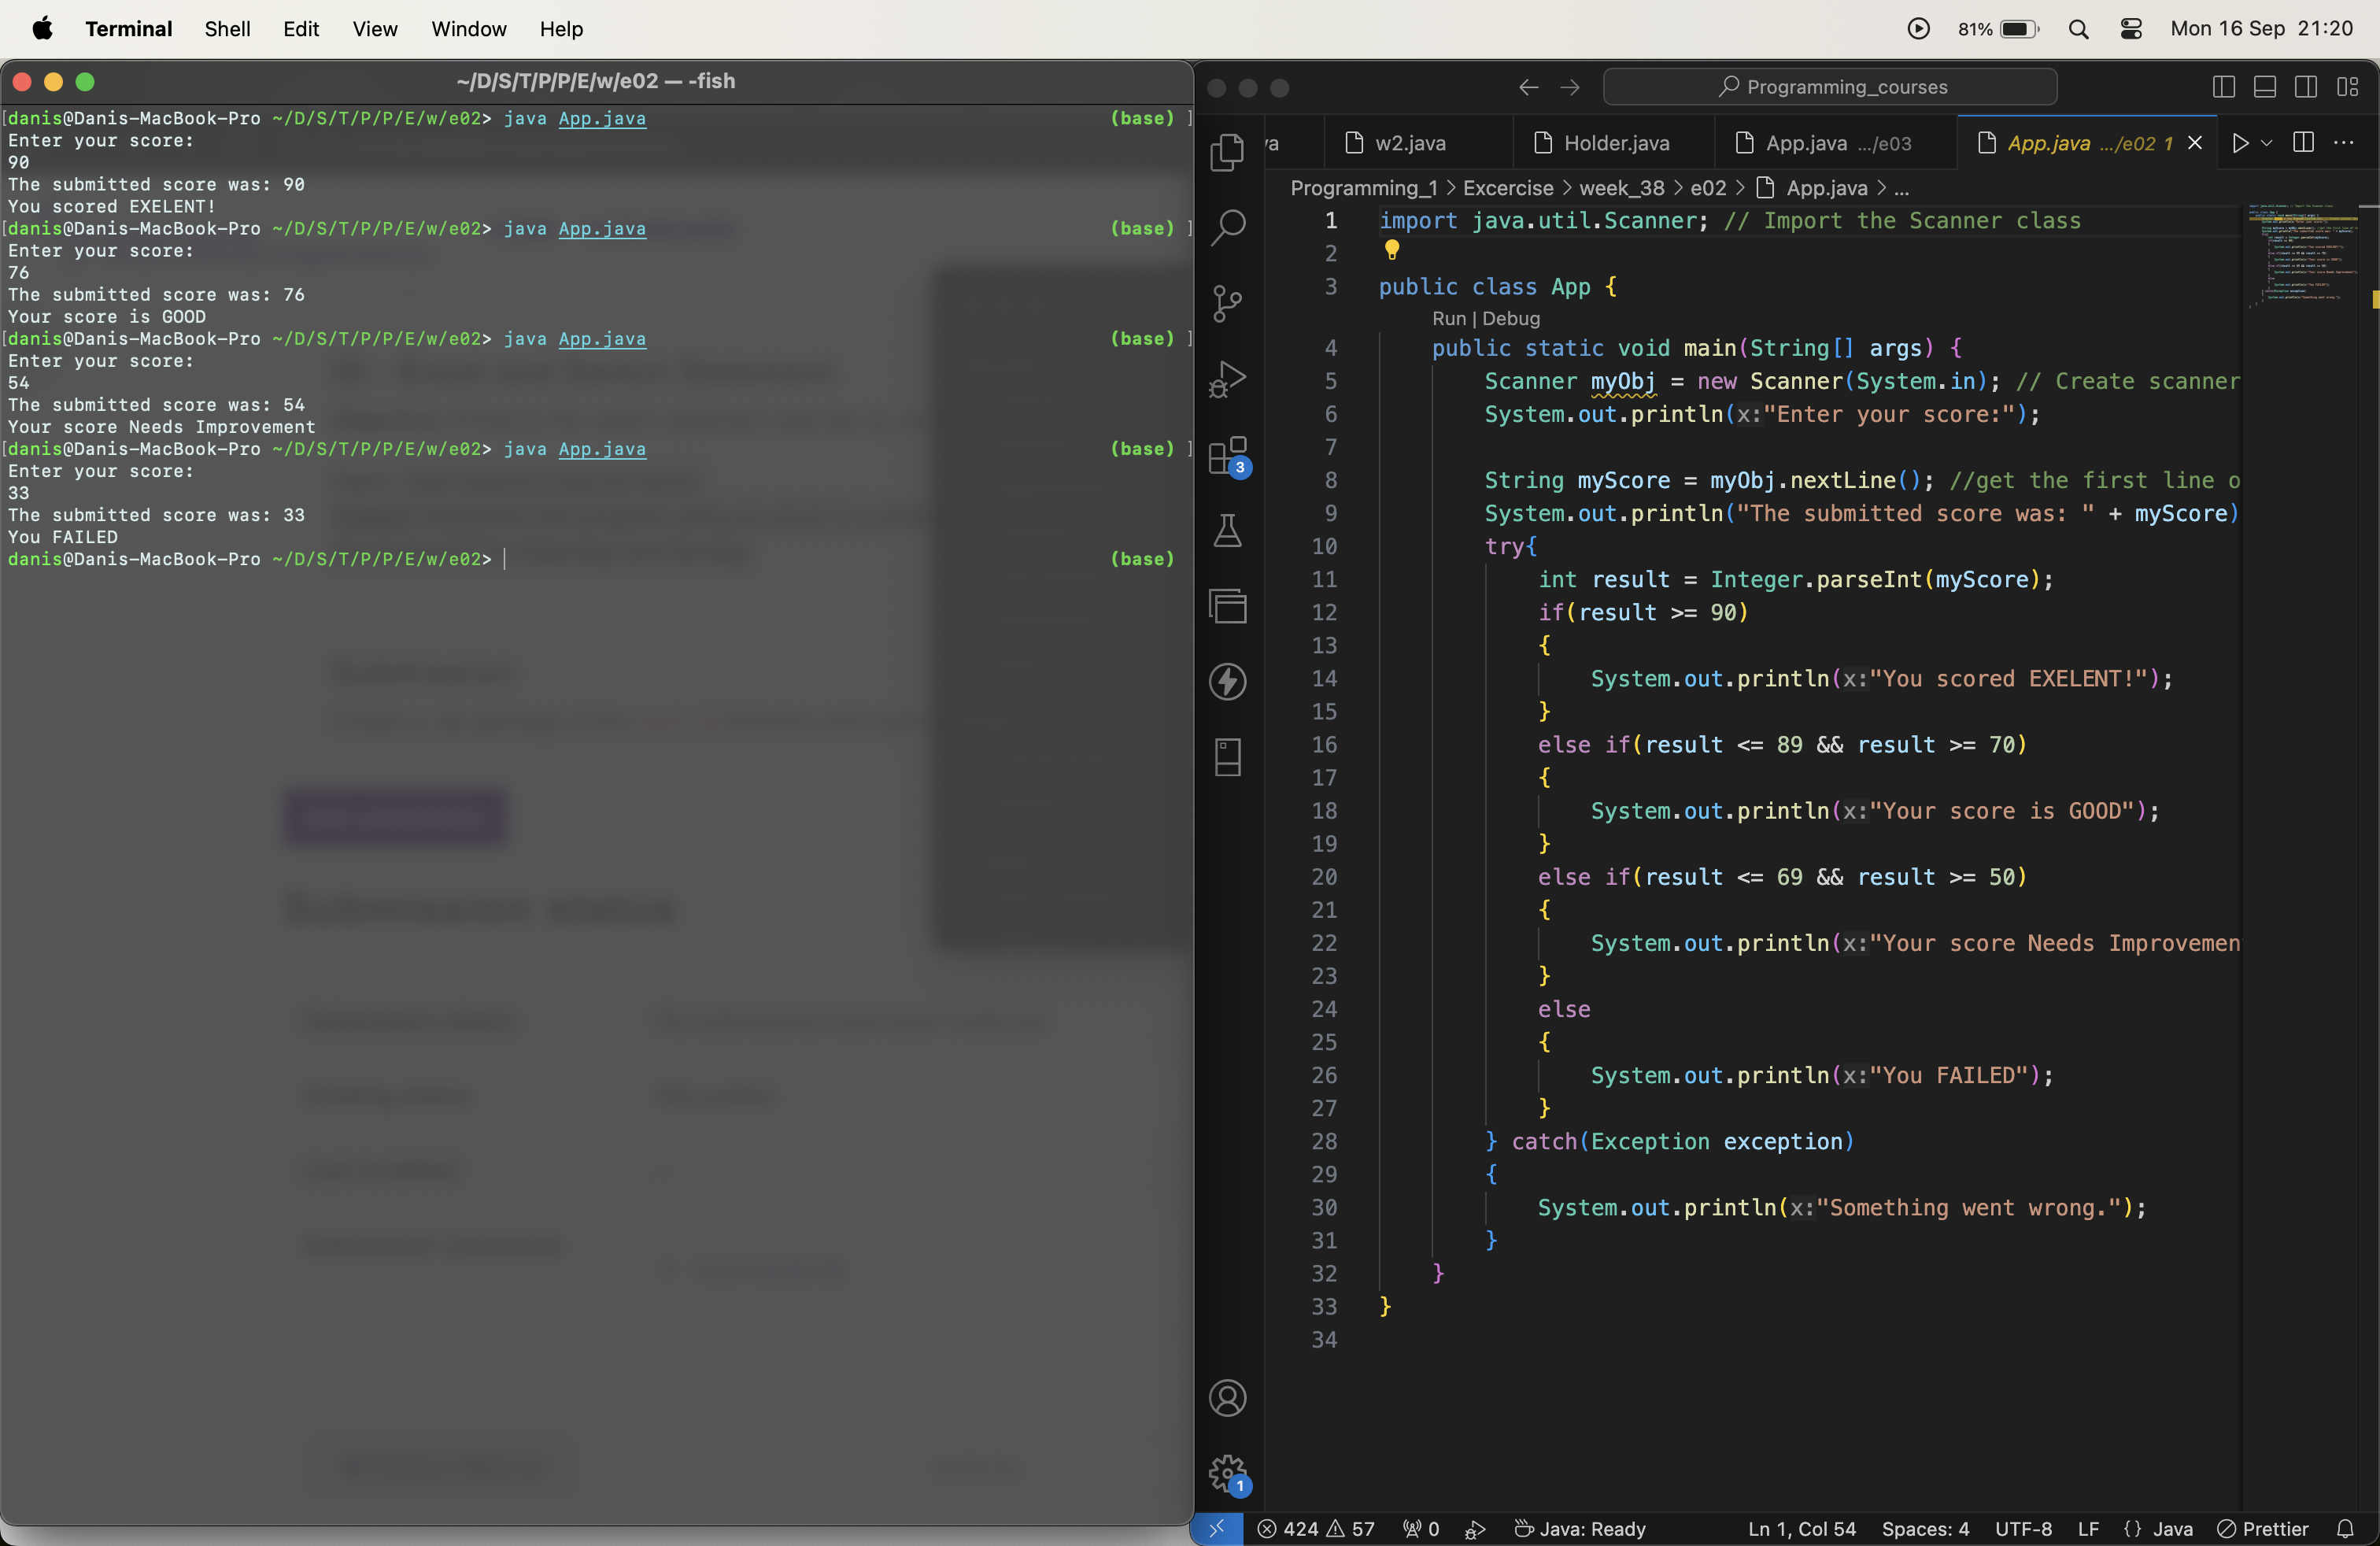 Terminal Shell Edit View Window Help 81% Mon 16 Sep 21:20
~/D/S/T/P/P/E/w/e02 — -fish
[danis@Danis-MacBook-Pro ~/D/S/T/P/P/E/w/e02> java App.java (base) ]
Enter your score:
90
The submitted score was: 90
You scored EXELENT!
[danis@Danis-MacBook-Pro ~/D/S/T/P/P/E/w/e02> java App.java (base) ]
Enter your score:
76
The submitted score was: 76
Your score is GOOD
[danis@Danis-MacBook-Pro ~/D/S/T/P/P/E/w/e02> java App.java (base) ]
Enter your score:
54
The submitted score was: 54
Your score Needs Improvement
[danis@Danis-MacBook-Pro ~/D/S/T/P/P/E/w/e02> java App.java (base) ]
Enter your score:
33
The submitted score was: 33
You FAILED
danis@Danis-MacBook-Pro ~/D/S/T/P/P/E/w/e02> (base)
Submission status
Programming_courses
va w2.java Holder.java App.java .../e03 App.java .../e02 1
Programming_1 > Excercise > week_38 > e02 > App.java > ...
1 import java.util.Scanner; // Import the Scanner class
2
3 public class App {
Run | Debug
4 public static void main(String[] args) {
5 Scanner myObj = new Scanner(System.in); // Create scanner
6 System.out.println(x:"Enter your score:");
7
8 String myScore = myObj.nextLine(); //get the first line o
9 System.out.println("The submitted score was: " + myScore)
10 try{
11 int result = Integer.parseInt(myScore);
12 if(result >= 90)
13 {
14 System.out.println(x:"You scored EXELENT!");
15 }
16 else if(result <= 89 && result >= 70)
17 {
18 System.out.println(x:"Your score is GOOD");
19 }
20 else if(result <= 69 && result >= 50)
21 {
22 System.out.println(x:"Your score Needs Improvemen
23 }
24 else
25 {
26 System.out.println(x:"You FAILED");
27 }
28 } catch(Exception exception)
29 {
30 System.out.println(x:"Something went wrong.");
31 }
32 }
33 }
34
3
1
424 57 0 Java: Ready Ln 1, Col 54 Spaces: 4 UTF-8 LF {} Java Prettier